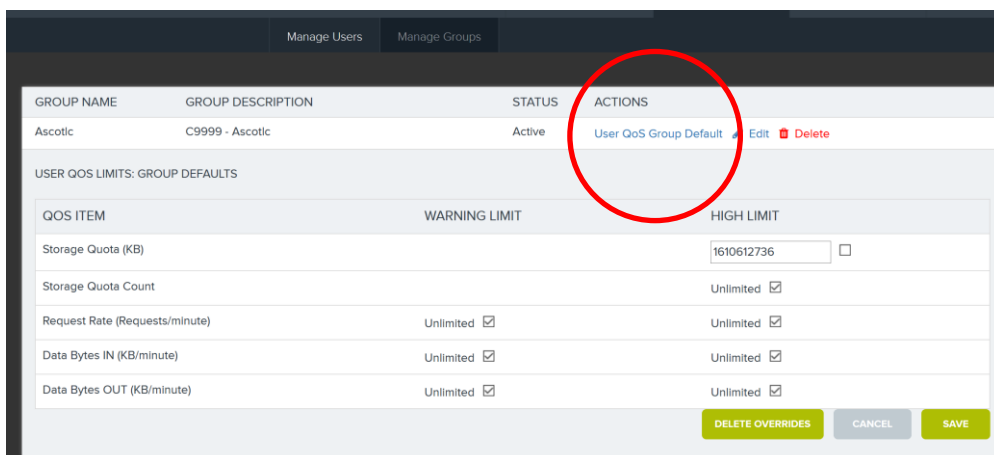 Manage Users Manage Groups
GROUP NAME GROUP DESCRIPTION STATUS ACTIONS
Ascotlc C9999 - Ascotlc Active User QoS Group Default Edit Delete
USER QOS LIMITS: GROUP DEFAULTS
QOS ITEM WARNING LIMIT HIGH LIMIT
Storage Quota (KB) 1610612736
Storage Quota Count Unlimited
Request Rate (Requests/minute) Unlimited Unlimited
Data Bytes IN (KB/minute) Unlimited Unlimited
Data Bytes OUT (KB/minute) Unlimited Unlimited
DELETE OVERRIDES CANCEL SAVE